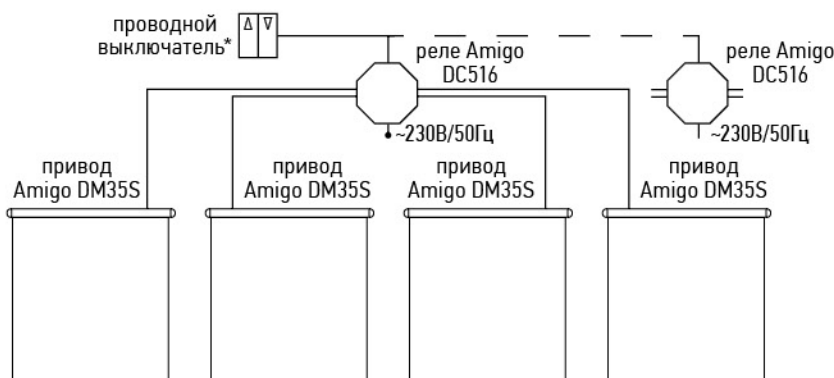 проводной
выключатель*
реле Amigo
DC516
реле Amigo
DC516
~230В/50Гц
~230В/50Гц
привод
Amigo DM35S
привод
Amigo DM35S
привод
Amigo DM35S
привод
Amigo DM35S